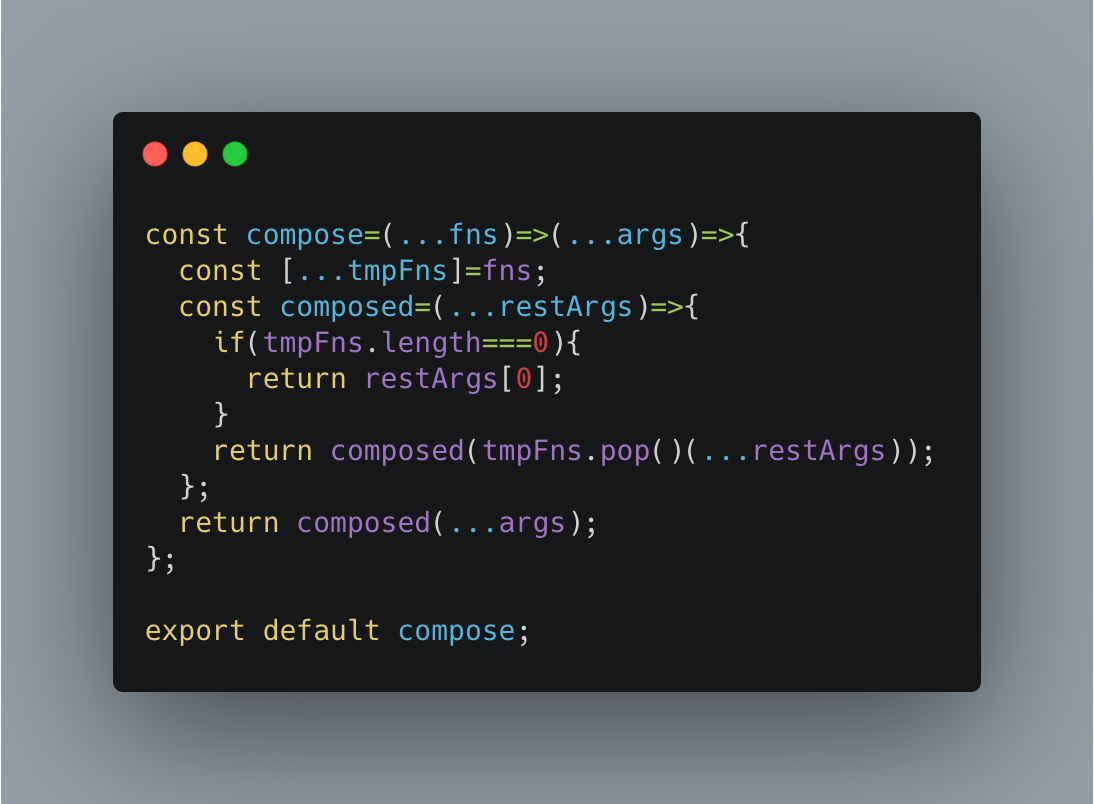 const compose=(...fns)=>(...args)=>{
  const [...tmpFns]=fns;
  const composed=(...restArgs)=>{
    if(tmpFns.length===0){
      return restArgs[0];
    }
    return composed(tmpFns.pop()(...restArgs));
  };
  return composed(...args);
};

export default compose;